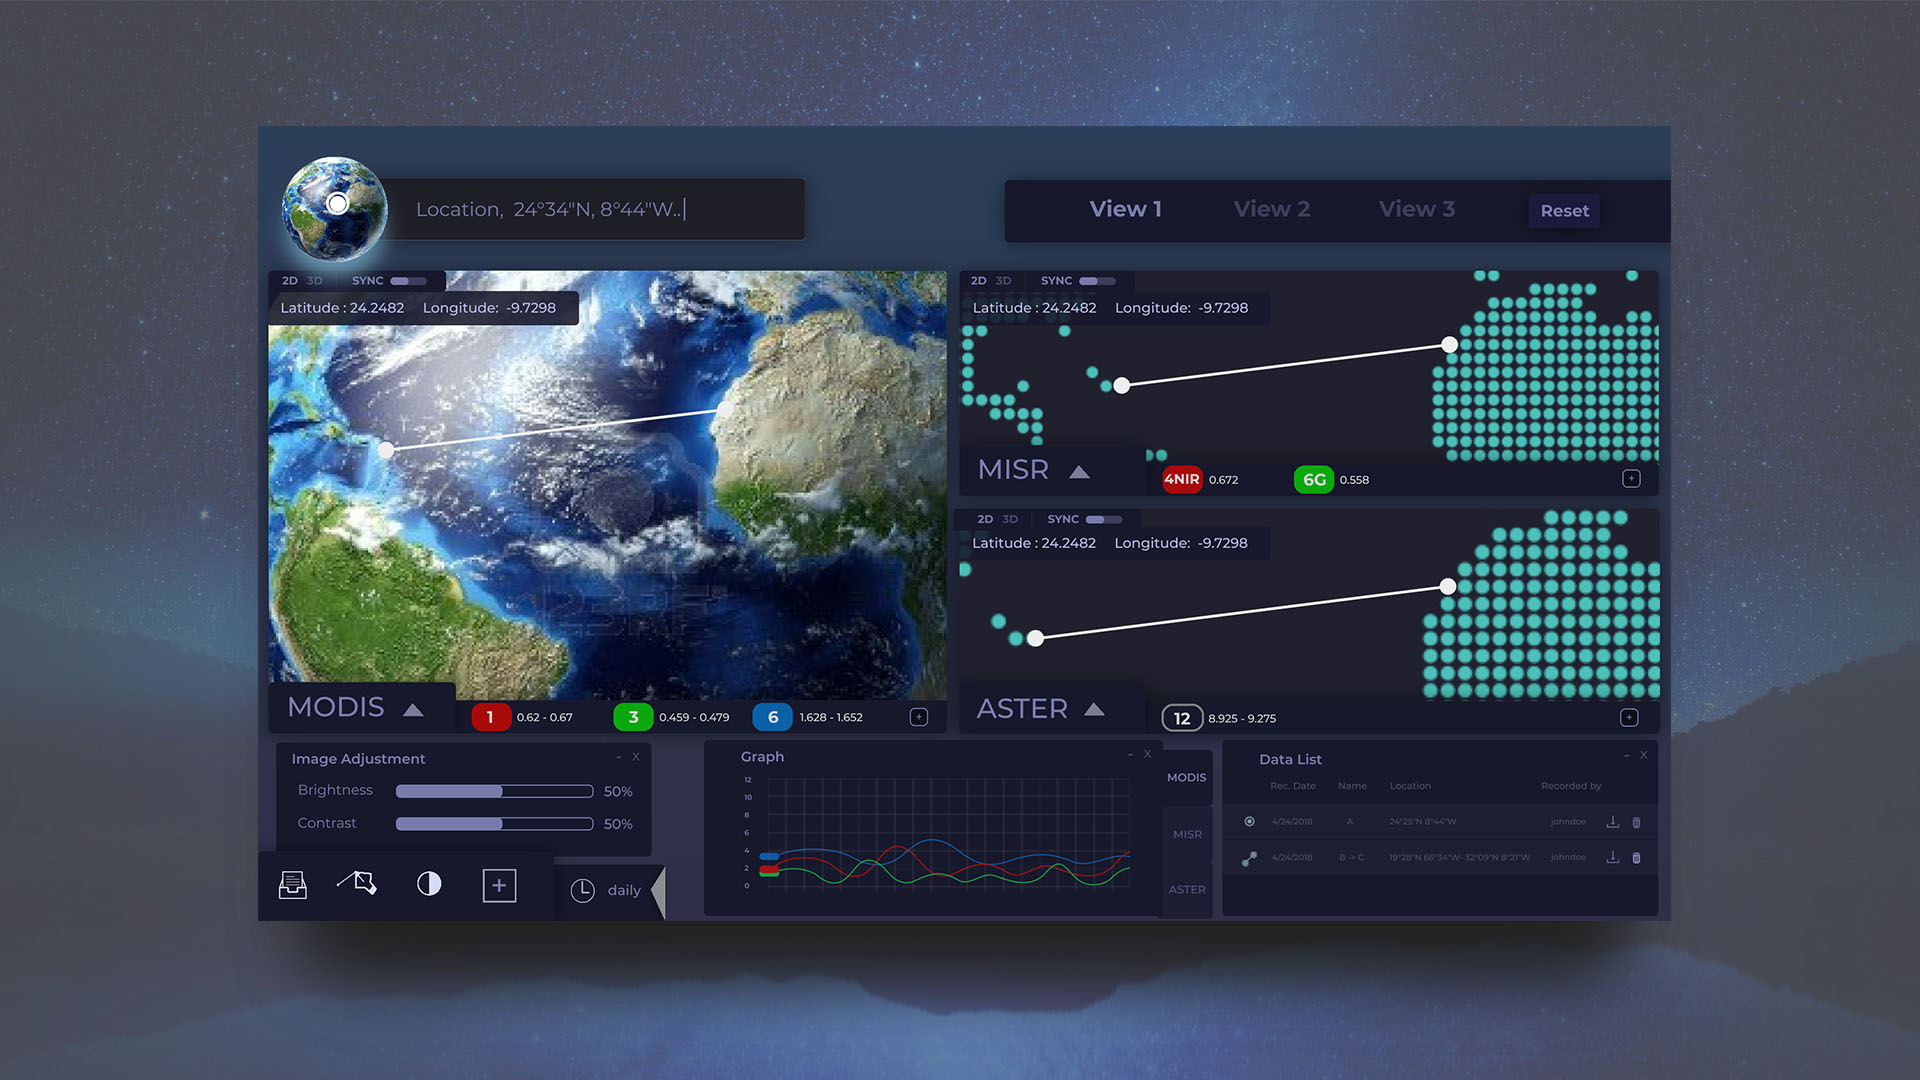 Location, 24°34"N, 8°44"W..
View 1 View 2 View 3 Reset
2D 3D SYNC
Latitude : 24.2482 Longitude: -9.7298
MODIS
1 0.62 - 0.67 3 0.459 - 0.479 6 1.628 - 1.652 +
2D 3D SYNC
Latitude : 24.2482 Longitude: -9.7298
MISR
4NIR 0.672 6G 0.558 +
2D 3D SYNC
Latitude : 24.2482 Longitude: -9.7298
ASTER
12 8.925 - 9.275 +
Image Adjustment - X
Brightness 50%
Contrast 50%
daily
Graph - X
12
10
8
6
4
2
0
MODIS
MISR
ASTER
Data List - X
Rec. Date Name Location Recorded by
4/24/2018 A 24°25"N 8°44"W johndoe
4/24/2018 B -> C 19°28"N 66°34"W- 32°09"N 8°21"W johndoe